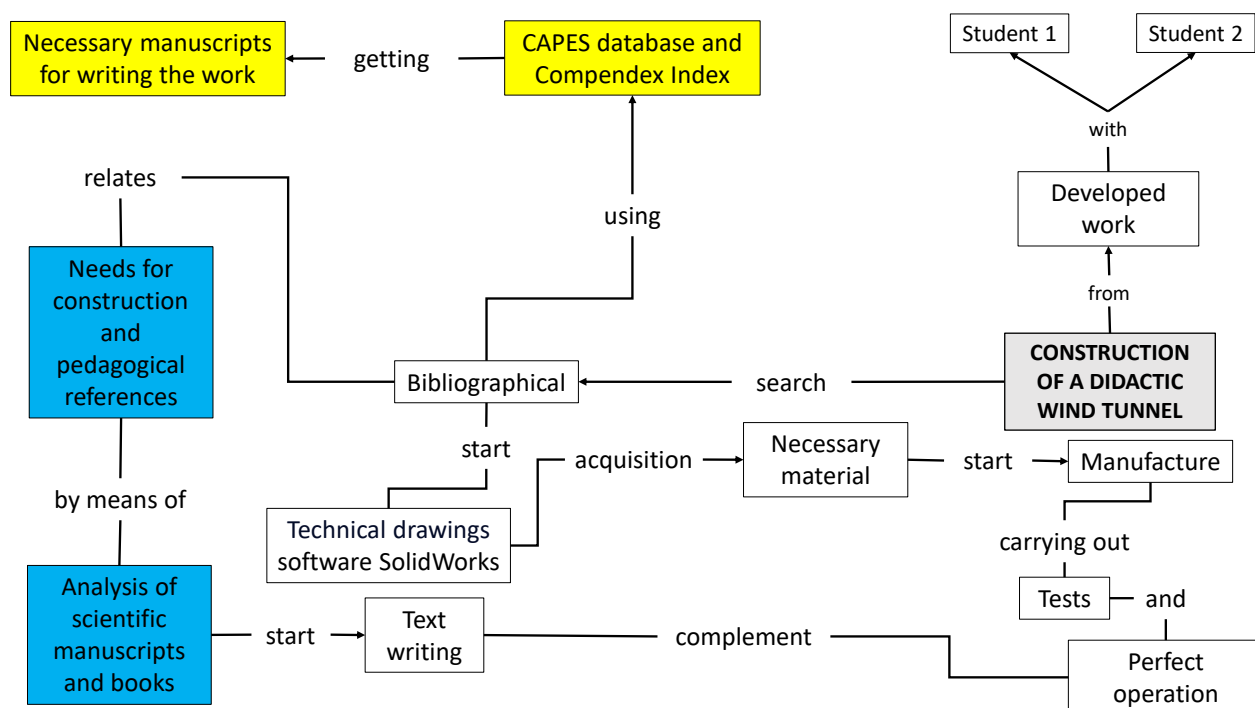 Necessary manuscripts
for writing the work
getting
CAPES database and
Compendex Index
Student 1
Student 2
with
Developed
work
from
CONSTRUCTION
OF A DIDACTIC
WIND TUNNEL
search
Bibliographical
using
relates
Needs for
construction
and
pedagogical
references
by means of
Analysis of
scientific
manuscripts
and books
start
Technical drawings
software SolidWorks
acquisition
Necessary
material
start
Manufacture
carrying out
Tests
and
Perfect
operation
start
Text
writing
complement